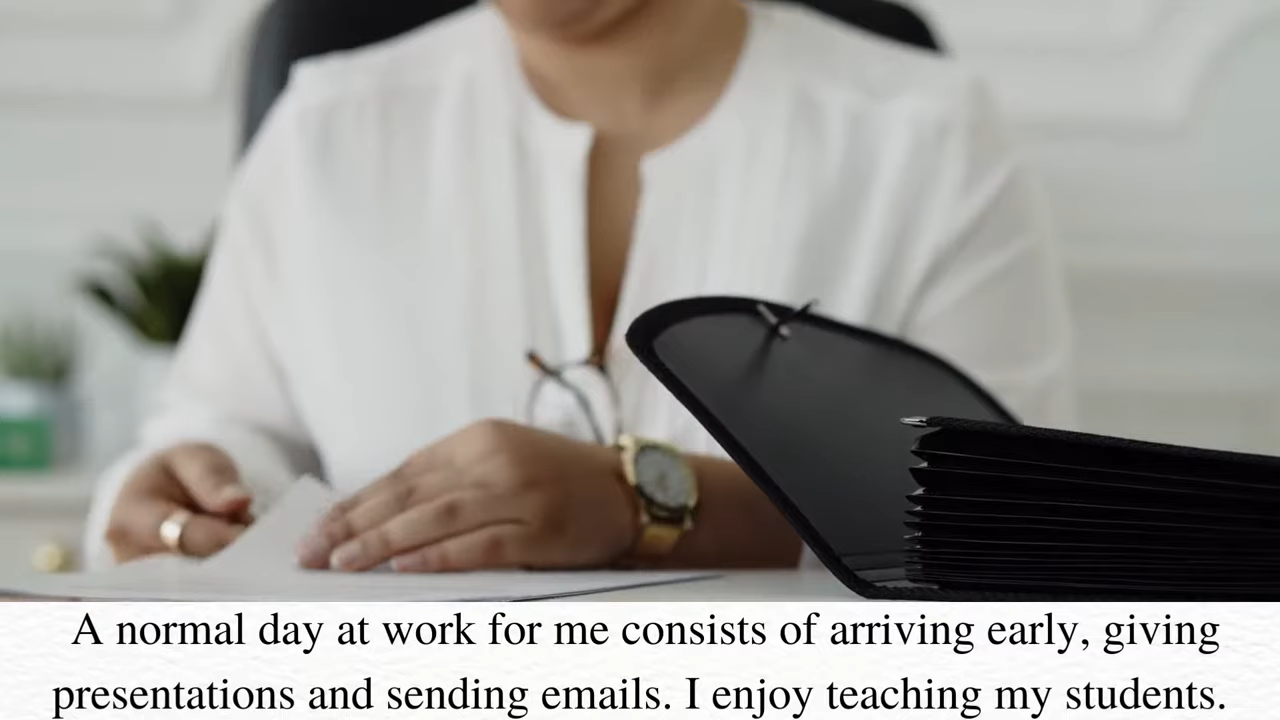 A normal day at work for me consists of arriving early, giving
presentations and sending emails. I enjoy teaching my students.